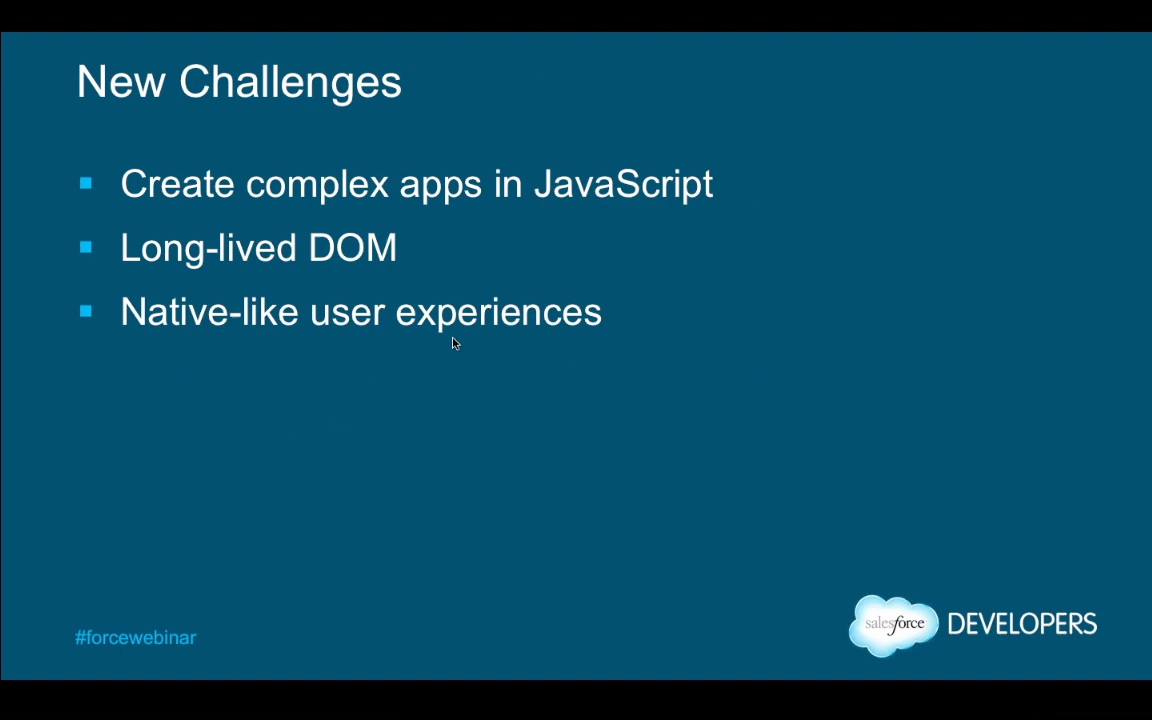 New Challenges
Create complex apps in JavaScript
Long-lived DOM
Native-like user experiences
#forcewebinar
salesforce DEVELOPERS